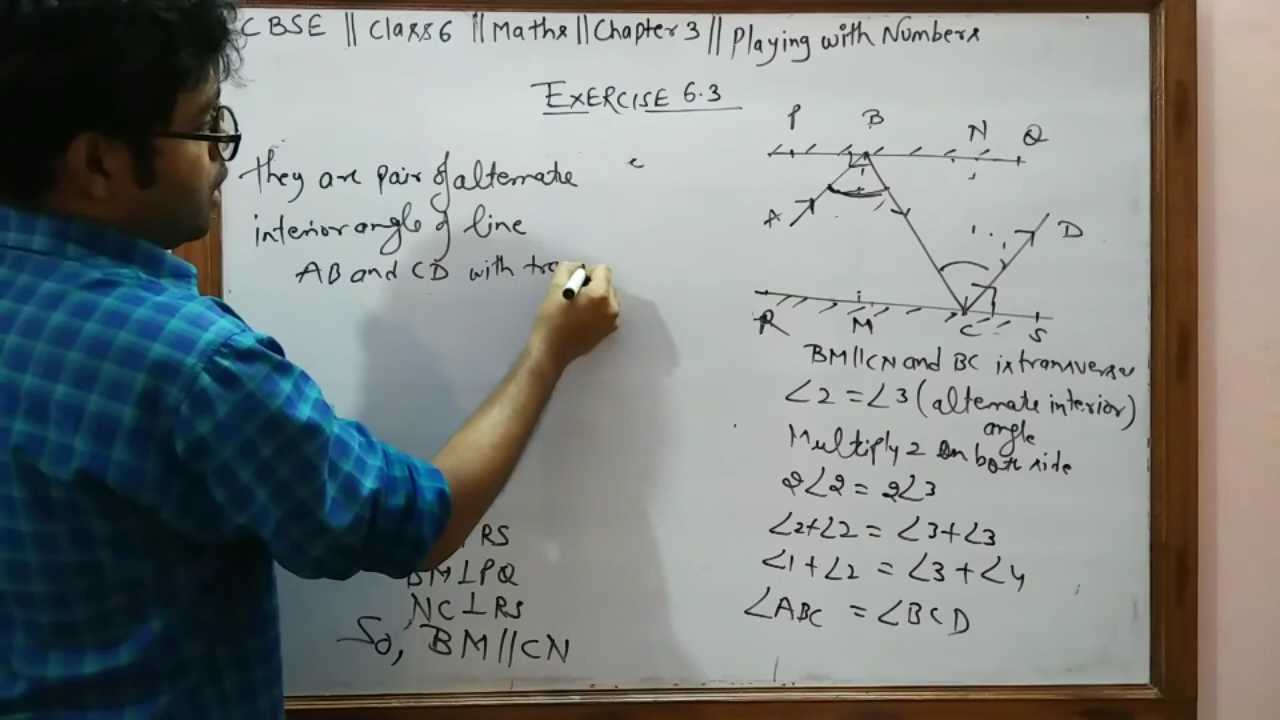 CBSE || Class 6 || Maths || Chapter 3 || Playing with Numbers
EXERCISE 6.3
They are pair of alternate
interior angle of line
AB and CD with tra
RS
BM ⊥ PQ
NC ⊥ RS
So, BM // CN
P B N Q
A D
R M C S
BM // CN and BC is transverse
∠2 = ∠3 (alternate interior)
angle
Multiply 2 on both side
2∠2 = 2∠3
∠2+∠2 = ∠3+∠3
∠1+∠2 = ∠3+∠4
∠ABC = ∠BCD